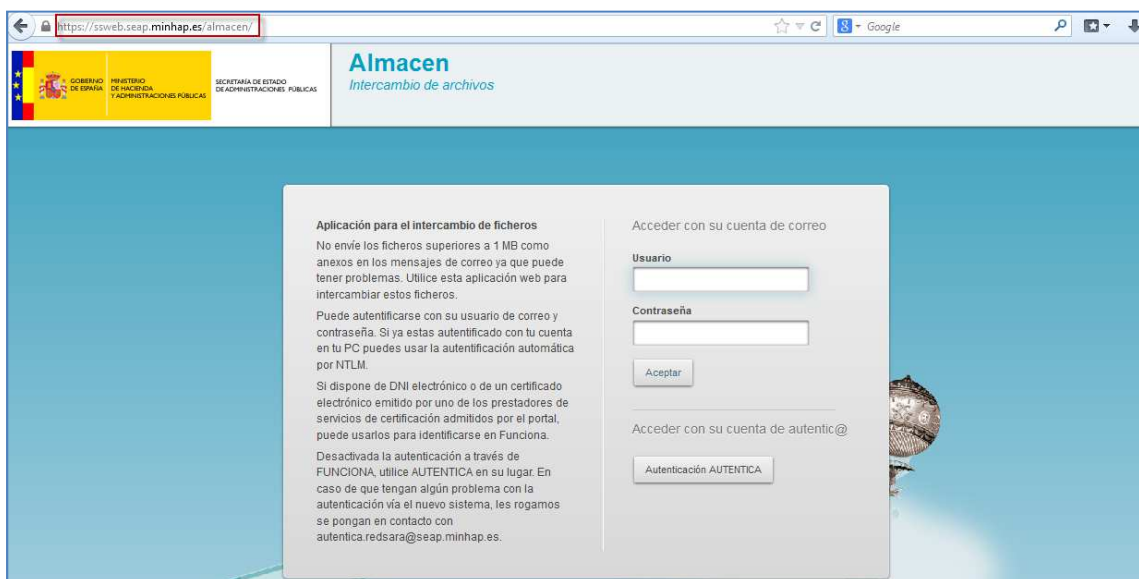 https://ssweb.seap.minhap.es/almacen/
Google
GOBIERNO
DE ESPAÑA
MINISTERIO
DE HACIENDA
Y ADMINISTRACIONES PÚBLICAS
SECRETARÍA DE ESTADO
DE ADMINISTRACIONES PÚBLICAS
Almacen
Intercambio de archivos
Aplicación para el intercambio de ficheros
No envíe los ficheros superiores a 1 MB como
anexos en los mensajes de correo ya que puede
tener problemas. Utilice esta aplicación web para
intercambiar estos ficheros.
Puede autentificarse con su usuario de correo y
contraseña. Si ya estas autentificado con tu cuenta
en tu PC puedes usar la autentificación automática
por NTLM.
Si dispone de DNI electrónico o de un certificado
electrónico emitido por uno de los prestadores de
servicios de certificación admitidos por el portal,
puede usarlos para identificarse en Funciona.
Desactivada la autenticación a través de
FUNCIONA, utilice AUTENTICA en su lugar. En
caso de que tengan algún problema con la
autenticación vía el nuevo sistema, les rogamos
se pongan en contacto con
autentica.redsara@seap.minhap.es.
Acceder con su cuenta de correo
Usuario
Contraseña
Aceptar
Acceder con su cuenta de autentic@
Autenticación AUTENTICA